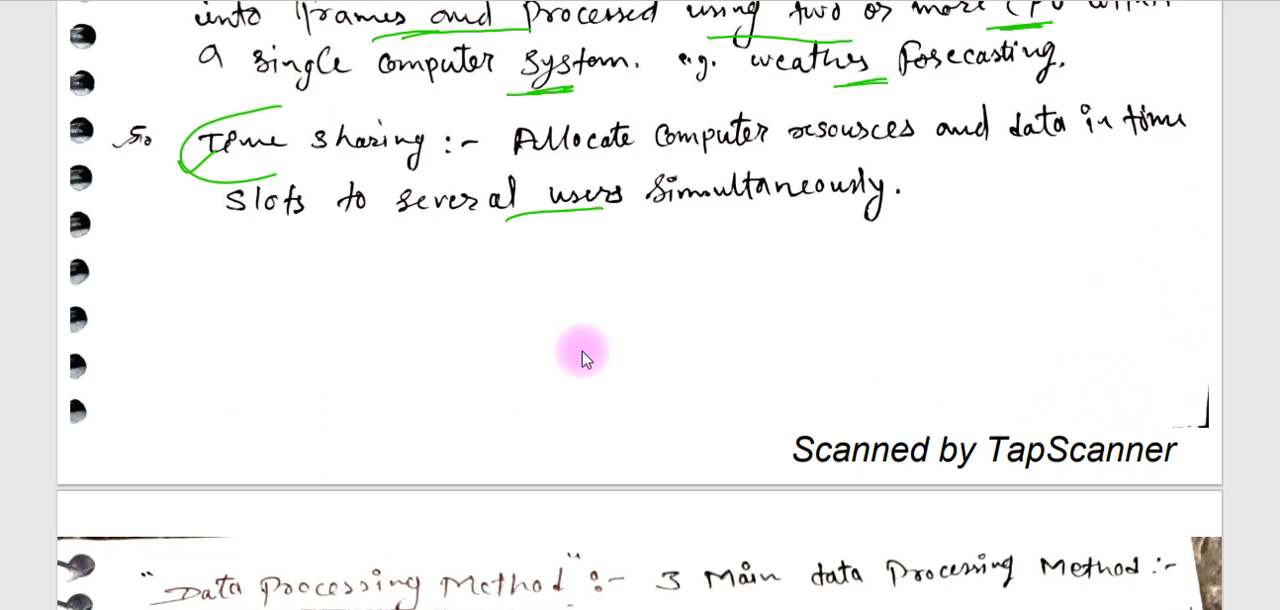 into frames and processed using two or more CPU within
a single computer system. e.g. weather forecasting.
5. Time sharing :- Allocate computer resources and data in time
slots to several users simultaneously.
Scanned by TapScanner
"Data Processing Method" :- 3 Main data Processing Method :-